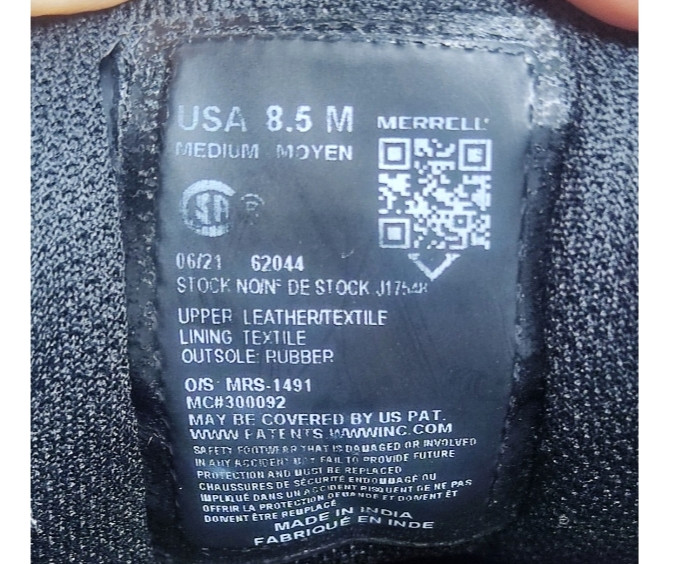 USA 8.5 M
MERRELL
MEDIUM MOYEN
06/21 62044
STOCK NO/N° DE STOCK
UPPER LEATHER/TEXTILE
LINING TEXTILE
OUTSOLE: RUBBER
O/S MRS-1491
MC#300092
MAY BE COVERED BY US PAT.
WWW PATENTS.WWWINC.COM
SAFETY FOOTWEAR THAT IS DAMAGED OR INVOLVED
IN ANY ACCIDENT MAY FAIL TO PROVIDE FUTURE
PROTECTION AND MUST BE REPLACED
CHAUSSURES DE SÉCURITÉ ENDOMMAGÉ OU
IMPLIQUÉ DANS UN ACCIDENT RISQUENT DE NE PAS
OFFRIR LA PROTECTION DEMANDE ET DOIVENT ÊT
DOIVENT ÊTRE REMPLACÉ
MADE IN INDIA
FABRIQUÉ EN INDE